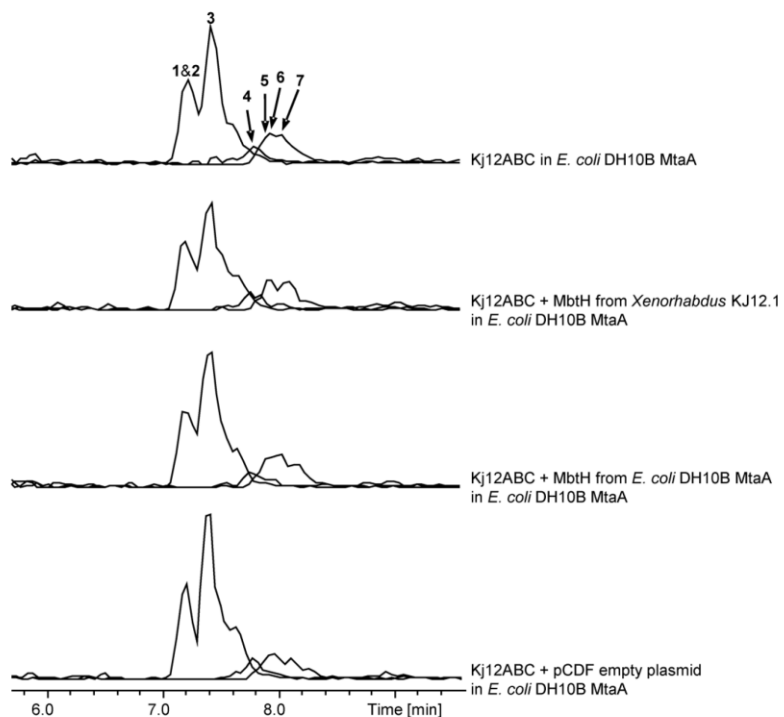 3
1&2
6
5
7
4
Kj12ABC in E. coli DH10B MtaA
Kj12ABC + MbtH from Xenorhabdus KJ12.1
in E. coli DH10B MtaA
Kj12ABC + MbtH from E. coli DH10B MtaA
in E. coli DH10B MtaA
Kj12ABC + pCDF empty plasmid
in E. coli DH10B MtaA
6.0 7.0 8.0 Time [min]